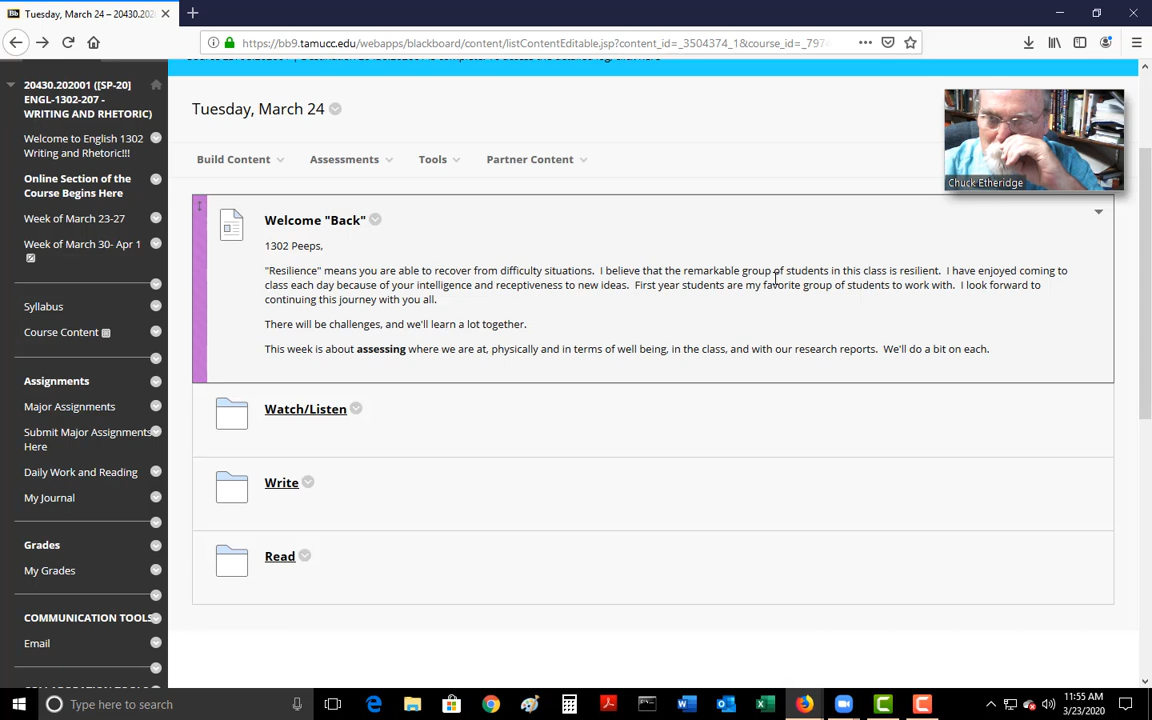 Tuesday, March 24 – 20430.202
https://bb9.tamucc.edu/webapps/blackboard/content/listContentEditable.jsp?content_id=_3504374_1&course_id=_797
20430.202001 ([SP-20]
ENGL-1302-207 -
WRITING AND RHETORIC)
Welcome to English 1302
Writing and Rhetoric!!!
Online Section of the
Course Begins Here
Week of March 23-27
Week of March 30- Apr 1
Syllabus
Course Content
Assignments
Major Assignments
Submit Major Assignments
Here
Daily Work and Reading
My Journal
Grades
My Grades
COMMUNICATION TOOLS
Email
Tuesday, March 24
Build Content
Assessments
Tools
Partner Content
Chuck Etheridge
Welcome "Back"
1302 Peeps,
"Resilience" means you are able to recover from difficulty situations. I believe that the remarkable group of students in this class is resilient. I have enjoyed coming to
class each day because of your intelligence and receptiveness to new ideas. First year students are my favorite group of students to work with. I look forward to
continuing this journey with you all.
There will be challenges, and we'll learn a lot together.
This week is about assessing where we are at, physically and in terms of well being, in the class, and with our research reports. We'll do a bit on each.
Watch/Listen
Write
Read
Type here to search
11:55 AM
3/23/2020